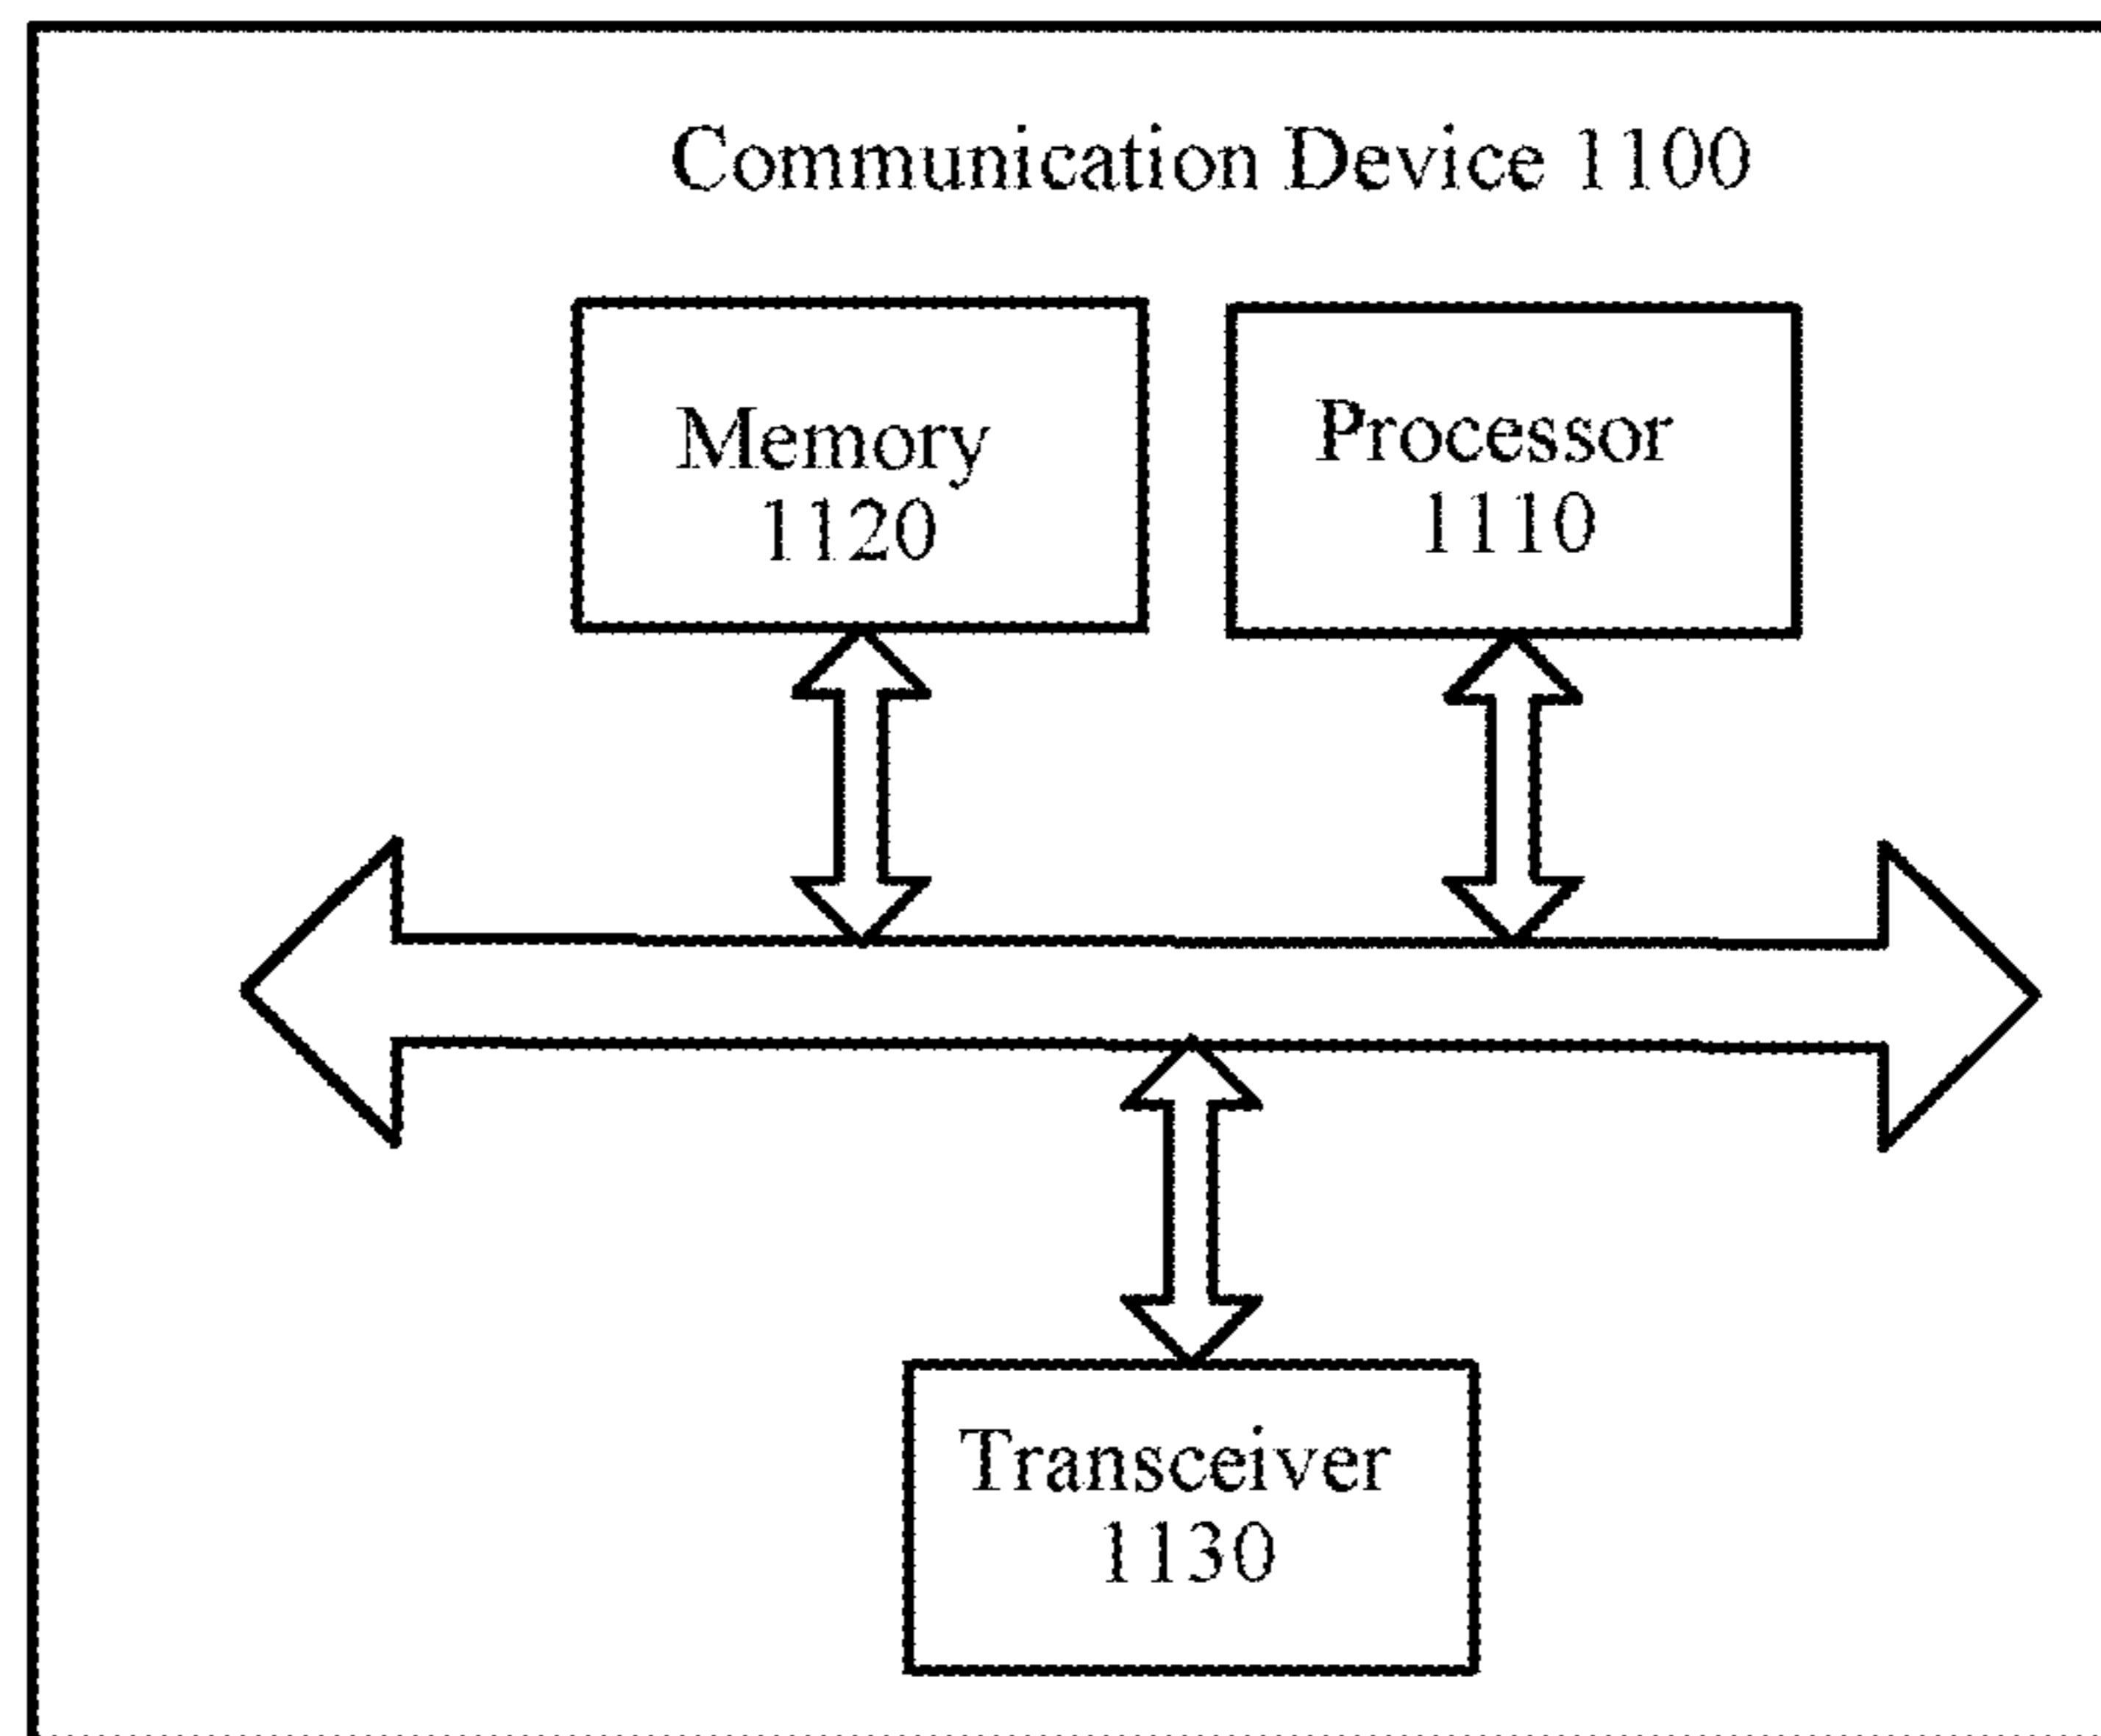 Communication Device 1100
Memory
1120
Processor
1110
Transceiver
1130